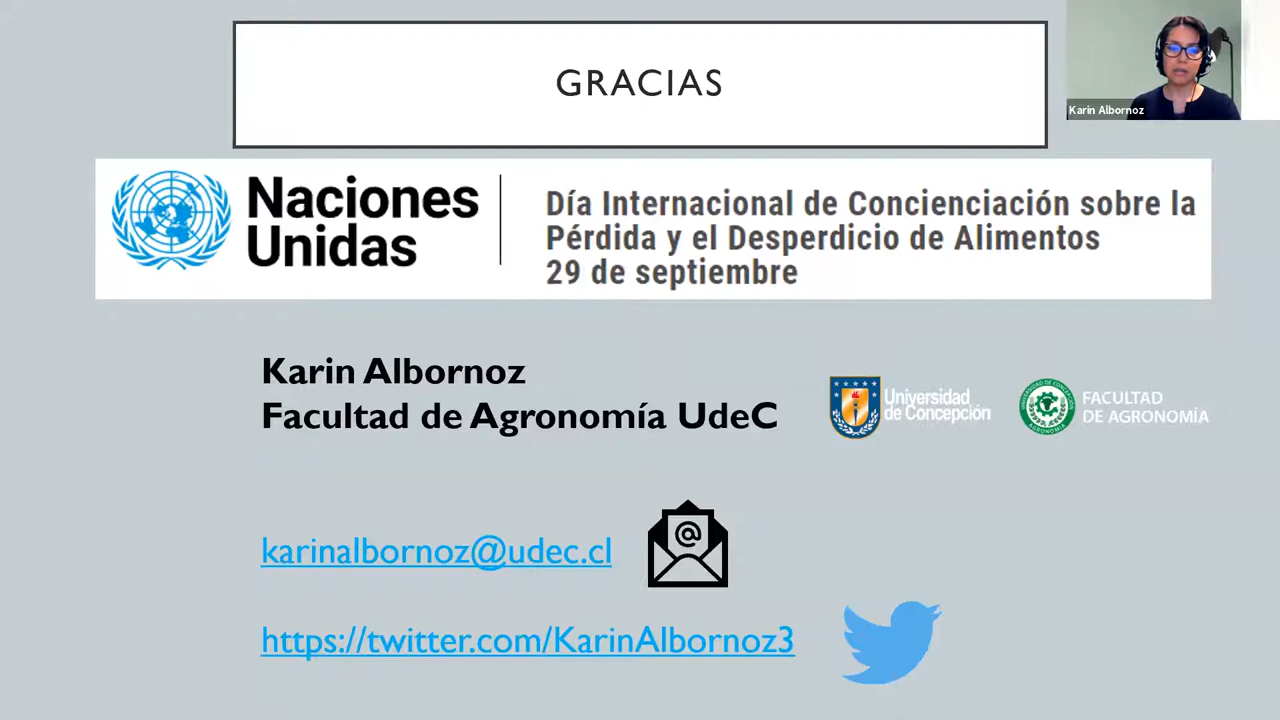 GRACIAS
Karin Albornoz
Naciones
Unidas
Día Internacional de Concienciación sobre la
Pérdida y el Desperdicio de Alimentos
29 de septiembre
Karin Albornoz
Facultad de Agronomía UdeC
Universidad
de Concepción
FACULTAD
DE AGRONOMÍA
karinalbornoz@udec.cl
@
https://twitter.com/KarinAlbornoz3